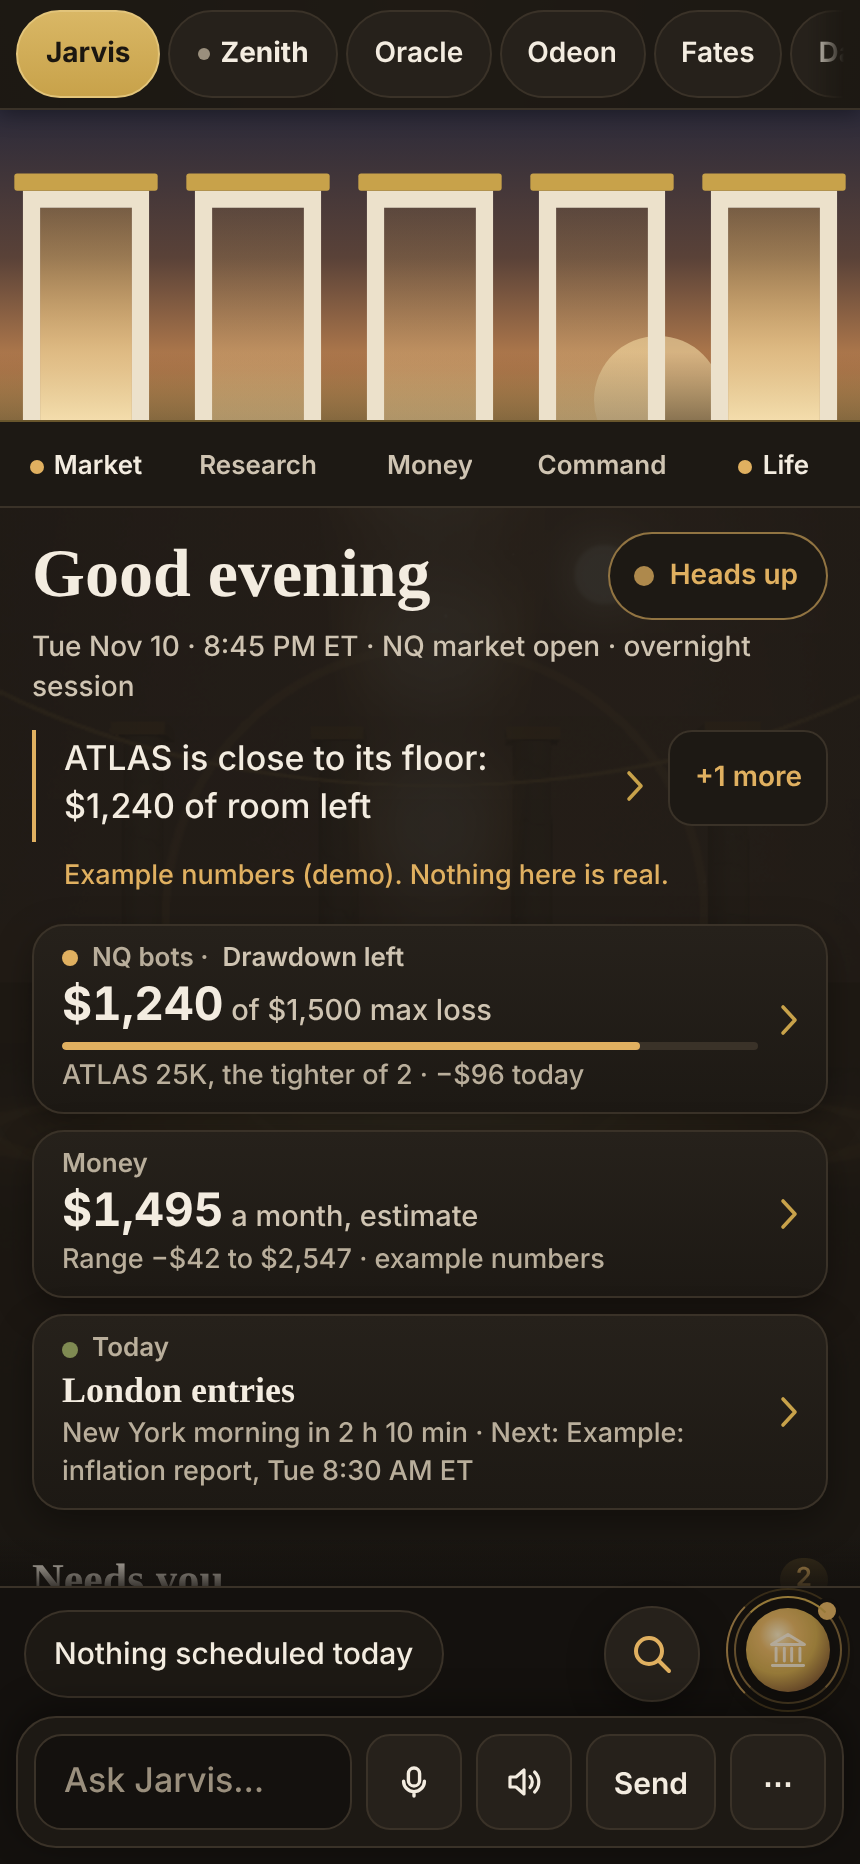 Jarvis
Zenith
Oracle
Odeon
Fates
Market
Research
Money
Command
Life
Good evening
Heads up
Tue Nov 10 · 8:45 PM ET · NQ market open · overnight
session
ATLAS is close to its floor:
$1,240 of room left
+1 more
Example numbers (demo). Nothing here is real.
NQ bots · Drawdown left
$1,240 of $1,500 max loss
ATLAS 25K, the tighter of 2 · −$96 today
Money
$1,495 a month, estimate
Range −$42 to $2,547 · example numbers
Today
London entries
New York morning in 2 h 10 min · Next: Example:
inflation report, Tue 8:30 AM ET
Needs you
2
Nothing scheduled today
Ask Jarvis...
Send
...